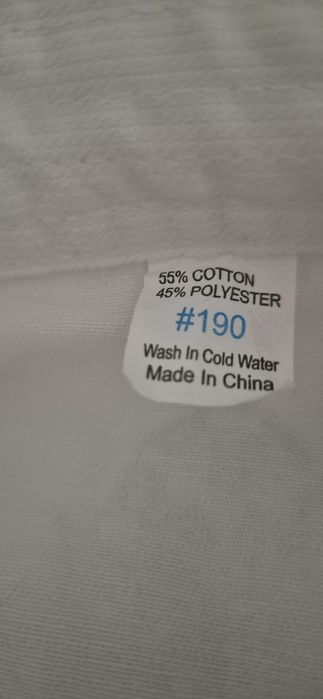 55% COTTON
45% POLYESTER
#190
Wash In Cold Water
Made In China